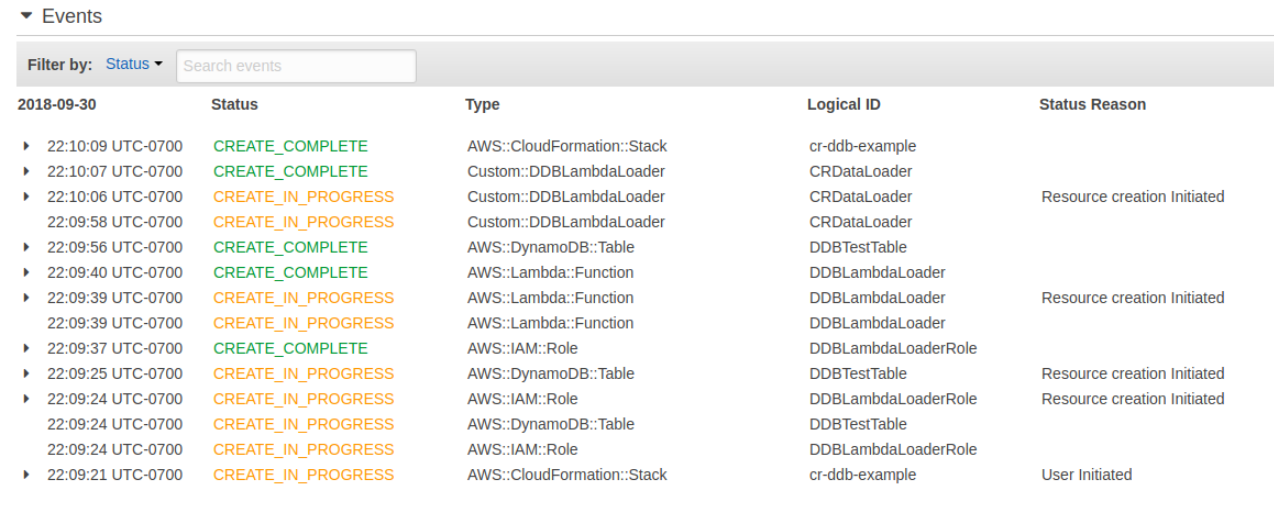 Events
Filter by: Status Search events
2018-09-30 Status Type Logical ID Status Reason
22:10:09 UTC-0700 CREATE_COMPLETE AWS::CloudFormation::Stack cr-ddb-example
22:10:07 UTC-0700 CREATE_COMPLETE Custom::DDBLambdaLoader CRDataLoader
22:10:06 UTC-0700 CREATE_IN_PROGRESS Custom::DDBLambdaLoader CRDataLoader Resource creation Initiated
22:09:58 UTC-0700 CREATE_IN_PROGRESS Custom::DDBLambdaLoader CRDataLoader
22:09:56 UTC-0700 CREATE_COMPLETE AWS::DynamoDB::Table DDBTestTable
22:09:40 UTC-0700 CREATE_COMPLETE AWS::Lambda::Function DDBLambdaLoader
22:09:39 UTC-0700 CREATE_IN_PROGRESS AWS::Lambda::Function DDBLambdaLoader Resource creation Initiated
22:09:39 UTC-0700 CREATE_IN_PROGRESS AWS::Lambda::Function DDBLambdaLoader
22:09:37 UTC-0700 CREATE_COMPLETE AWS::IAM::Role DDBLambdaLoaderRole
22:09:25 UTC-0700 CREATE_IN_PROGRESS AWS::DynamoDB::Table DDBTestTable Resource creation Initiated
22:09:24 UTC-0700 CREATE_IN_PROGRESS AWS::IAM::Role DDBLambdaLoaderRole Resource creation Initiated
22:09:24 UTC-0700 CREATE_IN_PROGRESS AWS::DynamoDB::Table DDBTestTable
22:09:24 UTC-0700 CREATE_IN_PROGRESS AWS::IAM::Role DDBLambdaLoaderRole
22:09:21 UTC-0700 CREATE_IN_PROGRESS AWS::CloudFormation::Stack cr-ddb-example User Initiated